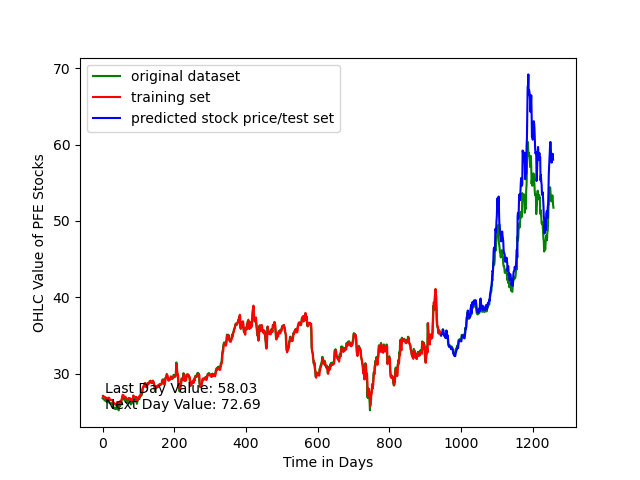 original dataset
training set
predicted stock price/test set
70
60
50
40
30
OHLC Value of PFE Stocks
Last Day Value: 58.03
Next Day Value: 72.69
0 200 400 600 800 1000 1200
Time in Days